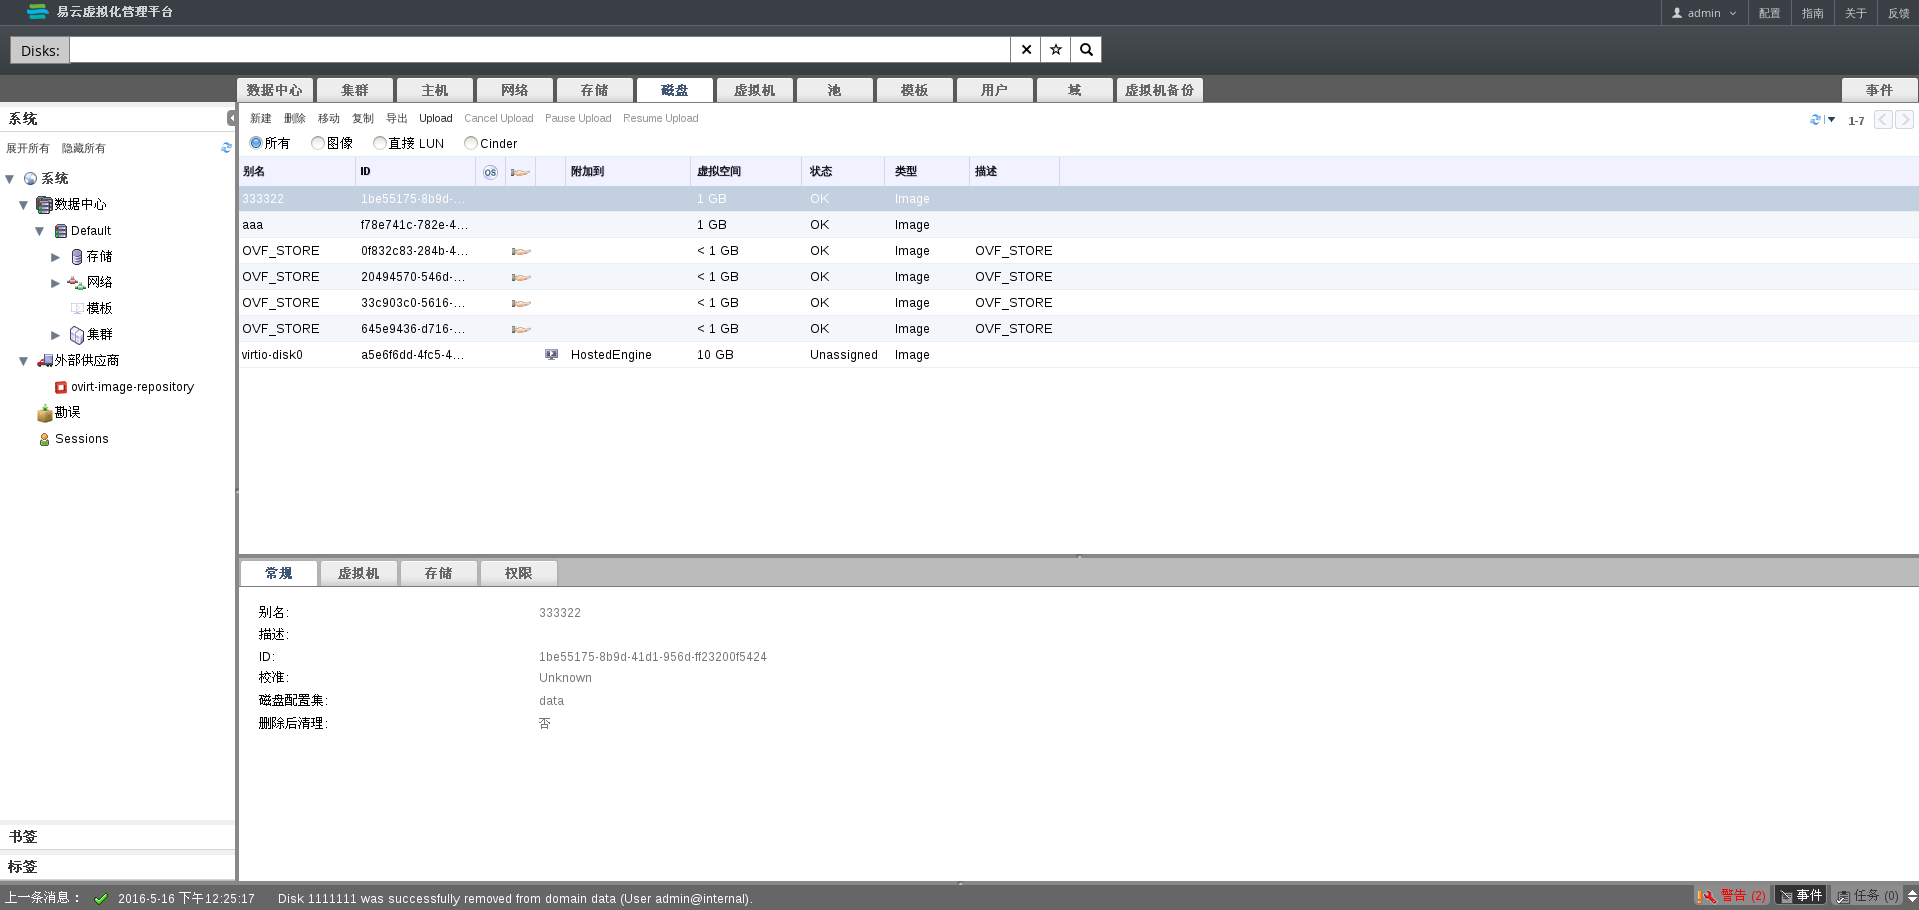 易云虚拟化管理平台 admin 配置 指南 关于 反馈
Disks:
数据中心 集群 主机 网络 存储 磁盘 虚拟机 池 模板 用户 域 虚拟机备份 事件
系统
新建 删除 移动 复制 导出 Upload Cancel Upload Pause Upload Resume Upload 1-7
所有 图像 直接 LUN Cinder
展开所有 隐藏所有
别名 ID OS 附加到 虚拟空间 状态 类型 描述
333322 1be55175-8b9d-... 1 GB OK Image
aaa f78e741c-782e-4... 1 GB OK Image
OVF_STORE 0f832c83-284b-4... < 1 GB OK Image OVF_STORE
OVF_STORE 20494570-546d-... < 1 GB OK Image OVF_STORE
OVF_STORE 33c903c0-5616-... < 1 GB OK Image OVF_STORE
OVF_STORE 645e9436-d716-... < 1 GB OK Image OVF_STORE
virtio-disk0 a5e6f6dd-4fc5-4... HostedEngine 10 GB Unassigned Image
系统
数据中心
Default
存储
网络
模板
集群
外部供应商
ovirt-image-repository
勘误
Sessions
常规 虚拟机 存储 权限
别名: 333322
描述:
ID: 1be55175-8b9d-41d1-956d-ff23200f5424
校准: Unknown
磁盘配置集: data
删除后清理: 否
书签
标签
上一条消息： 2016-5-16 下午12:25:17 Disk 1111111 was successfully removed from domain data (User admin@internal). 警告 (2) 事件 任务 (0)